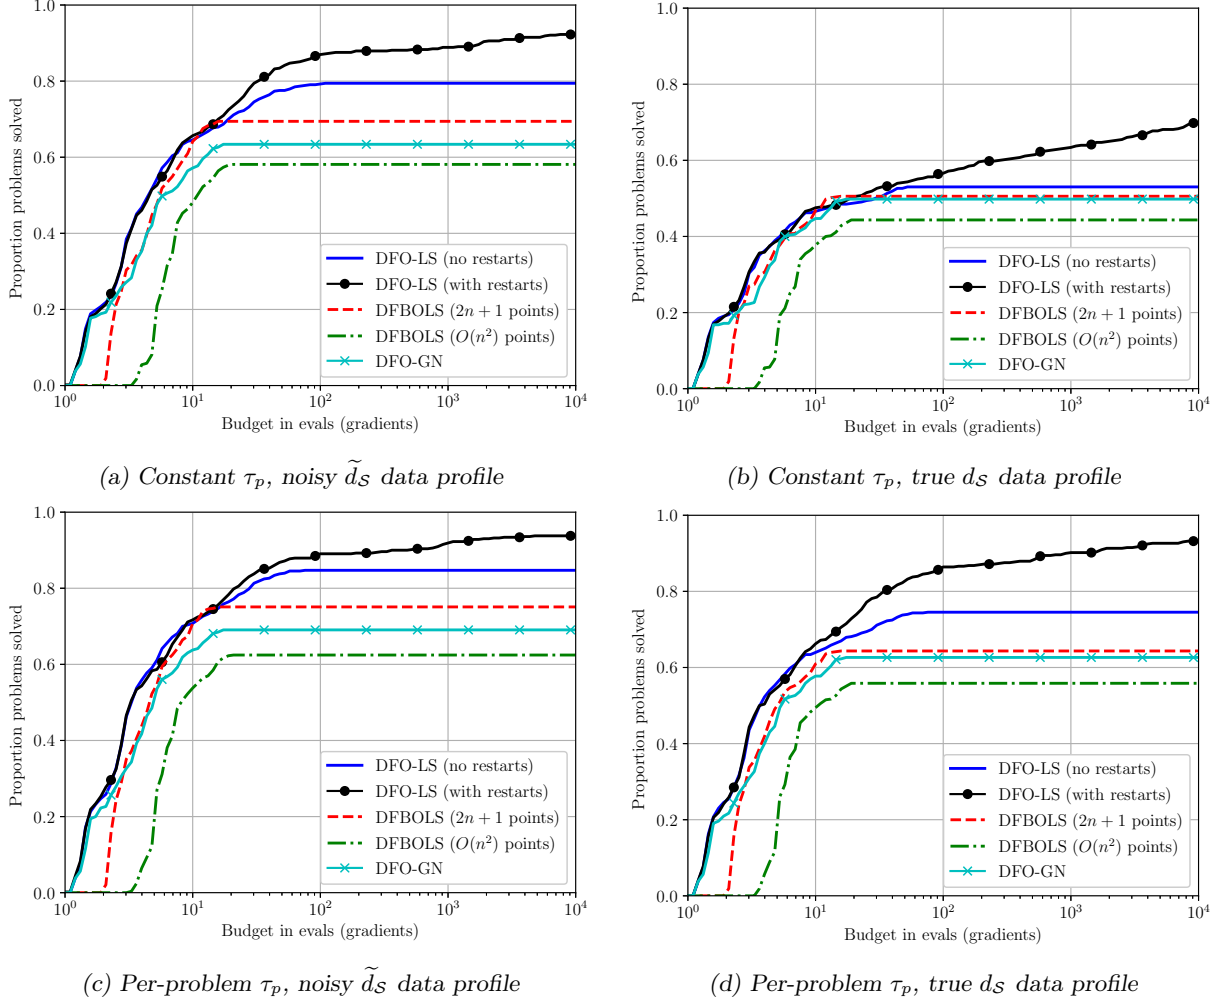 Proportion problems solved
1.0
0.8
0.6
0.4
0.2
0.0
10^0 10^1 10^2 10^3 10^4
Budget in evals (gradients)
DFO-LS (no restarts)
DFO-LS (with restarts)
DFBOLS (2n + 1 points)
DFBOLS (O(n^2) points)
DFO-GN
(a) Constant τ_p, noisy d̃_𝒮 data profile
Proportion problems solved
1.0
0.8
0.6
0.4
0.2
0.0
10^0 10^1 10^2 10^3 10^4
Budget in evals (gradients)
DFO-LS (no restarts)
DFO-LS (with restarts)
DFBOLS (2n + 1 points)
DFBOLS (O(n^2) points)
DFO-GN
(b) Constant τ_p, true d_𝒮 data profile
Proportion problems solved
1.0
0.8
0.6
0.4
0.2
0.0
10^0 10^1 10^2 10^3 10^4
Budget in evals (gradients)
DFO-LS (no restarts)
DFO-LS (with restarts)
DFBOLS (2n + 1 points)
DFBOLS (O(n^2) points)
DFO-GN
(c) Per-problem τ_p, noisy d̃_𝒮 data profile
Proportion problems solved
1.0
0.8
0.6
0.4
0.2
0.0
10^0 10^1 10^2 10^3 10^4
Budget in evals (gradients)
DFO-LS (no restarts)
DFO-LS (with restarts)
DFBOLS (2n + 1 points)
DFBOLS (O(n^2) points)
DFO-GN
(d) Per-problem τ_p, true d_𝒮 data profile